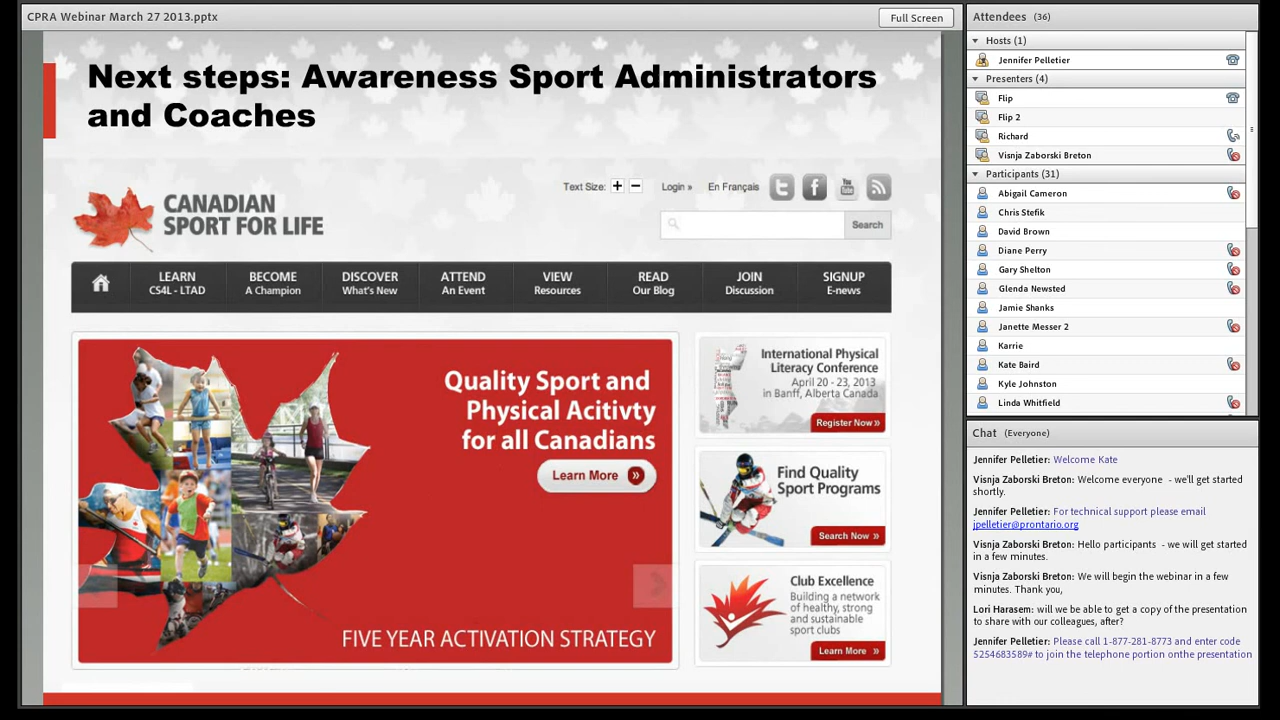 CPRA Webinar March 27 2013.pptx
Full Screen
Next steps: Awareness Sport Administrators
and Coaches
Text Size: + −
Login »
En Français
You
Tube
CANADIAN
SPORT FOR LIFE
Search
LEARN
CS4L - LTAD
BECOME
A Champion
DISCOVER
What's New
ATTEND
An Event
VIEW
Resources
READ
Our Blog
JOIN
Discussion
SIGNUP
E-news
Quality Sport and
Physical Acitivty
for all Canadians
Learn More »
FIVE YEAR ACTIVATION STRATEGY
International Physical
Literacy Conference
April 20 - 23, 2013
in Banff, Alberta Canada
Register Now »
Find Quality
Sport Programs
Search Now »
Club Excellence
Building a network
of healthy, strong
and sustainable
sport clubs
Learn More »
Attendees (36)
Hosts (1)
Jennifer Pelletier
Presenters (4)
Flip
Flip 2
Richard
Visnja Zaborski Breton
Participants (31)
Abigail Cameron
Chris Stefik
David Brown
Diane Perry
Gary Shelton
Glenda Newsted
Jamie Shanks
Janette Messer 2
Karrie
Kate Baird
Kyle Johnston
Linda Whitfield
Chat (Everyone)
Jennifer Pelletier: Welcome Kate
Visnja Zaborski Breton: Welcome everyone - we'll get started
shortly.
Jennifer Pelletier: For technical support please email
jpelletier@prontario.org
Visnja Zaborski Breton: Hello participants - we will get started
in a few minutes.
Visnja Zaborski Breton: We will begin the webinar in a few
minutes. Thank you,
Lori Harasem: will we be able to get a copy of the presentation
to share with our colleagues, after?
Jennifer Pelletier: Please call 1-877-281-8773 and enter code
5254683589# to join the telephone portion onthe presentation